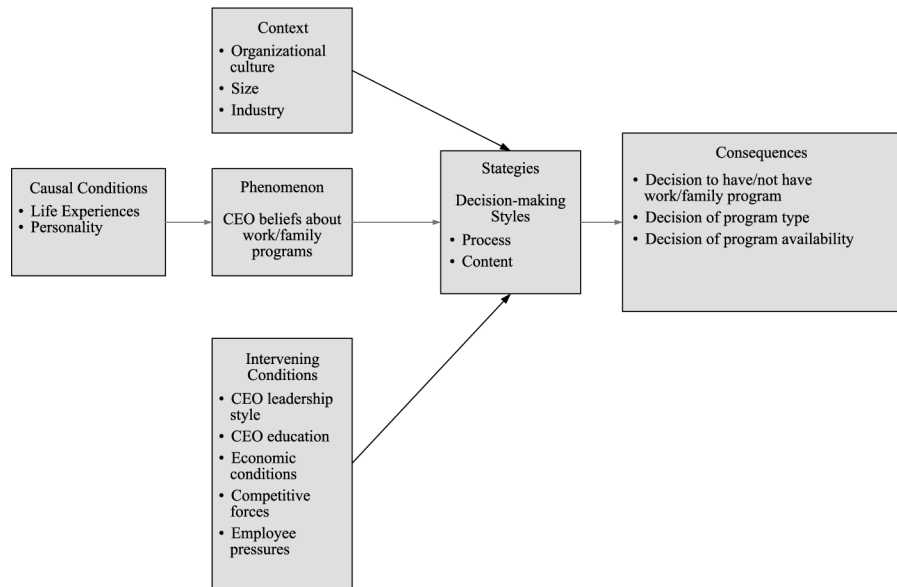 Context
• Organizational
culture
• Size
• Industry
Causal Conditions
• Life Experiences
• Personality
Phenomenon
CEO beliefs about
work/family
programs
Stategies
Decision-making
Styles
• Process
• Content
Consequences
• Decision to have/not have
work/family program
• Decision of program type
• Decision of program availability
Intervening
Conditions
• CEO leadership
style
• CEO education
• Economic
conditions
• Competitive
forces
• Employee
pressures